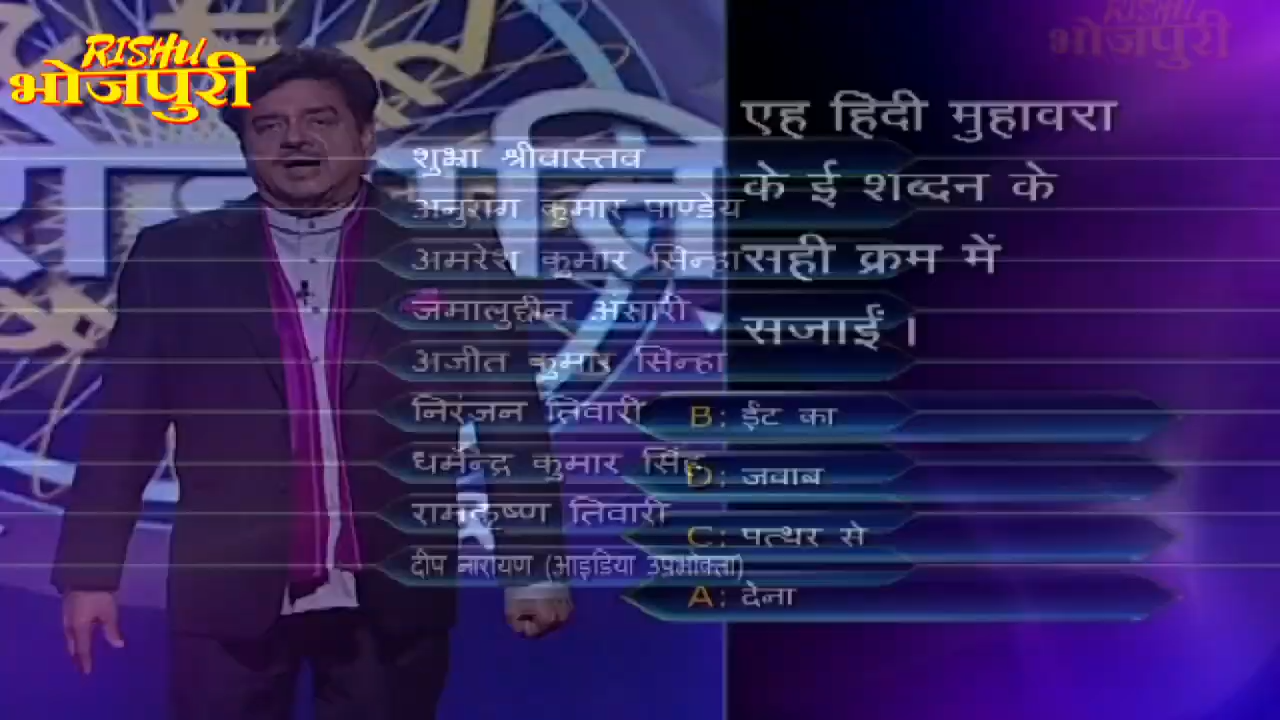 RISHU
भोजपुरी
RISHU
भोजपुरी
एह हिंदी मुहावरा
के ई शब्दन के
सही क्रम में
सजाईं ।
शुभ्रा श्रीवास्तव
अनुराग कुमार पाण्डेय
अमरेश कुमार सिन्हा
जमालुद्दीन अंसारी
अजीत कुमार सिन्हा
निरंजन तिवारी
धर्मेन्द्र कुमार सिंह
रामकृष्ण तिवारी
दीप नारायण (आइडिया उपभोक्ता)
B: ईंट का
D: जवाब
C: पत्थर से
A: देना